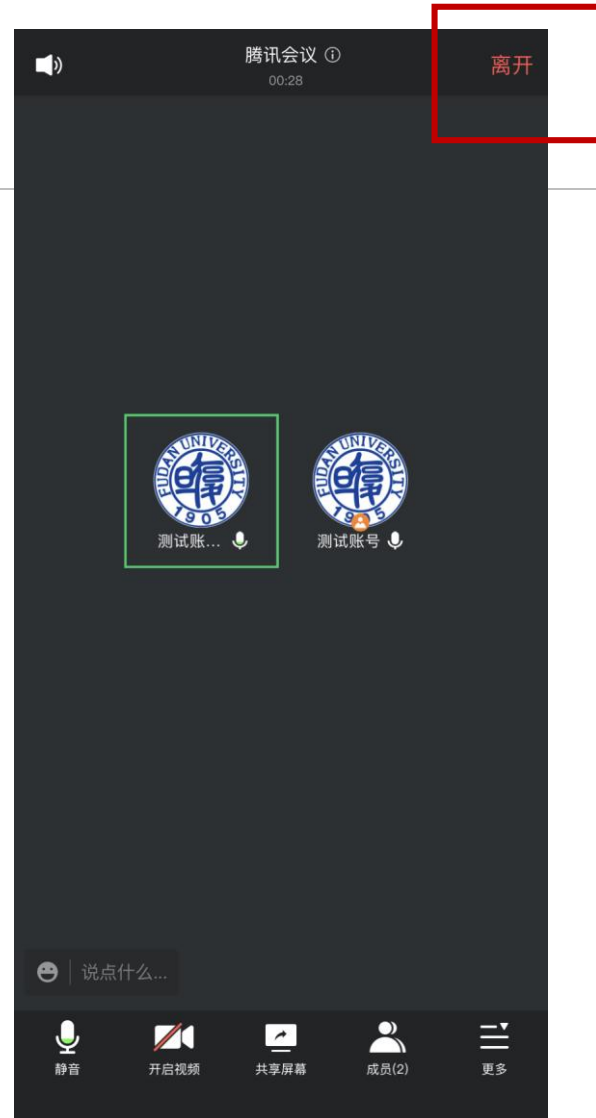 腾讯会议
00:28
离开
FUDAN UNIVERSITY
1905
FUDAN UNIVERSITY
1905
测试账...
测试账号
说点什么...
静音
开启视频
共享屏幕
成员(2)
更多